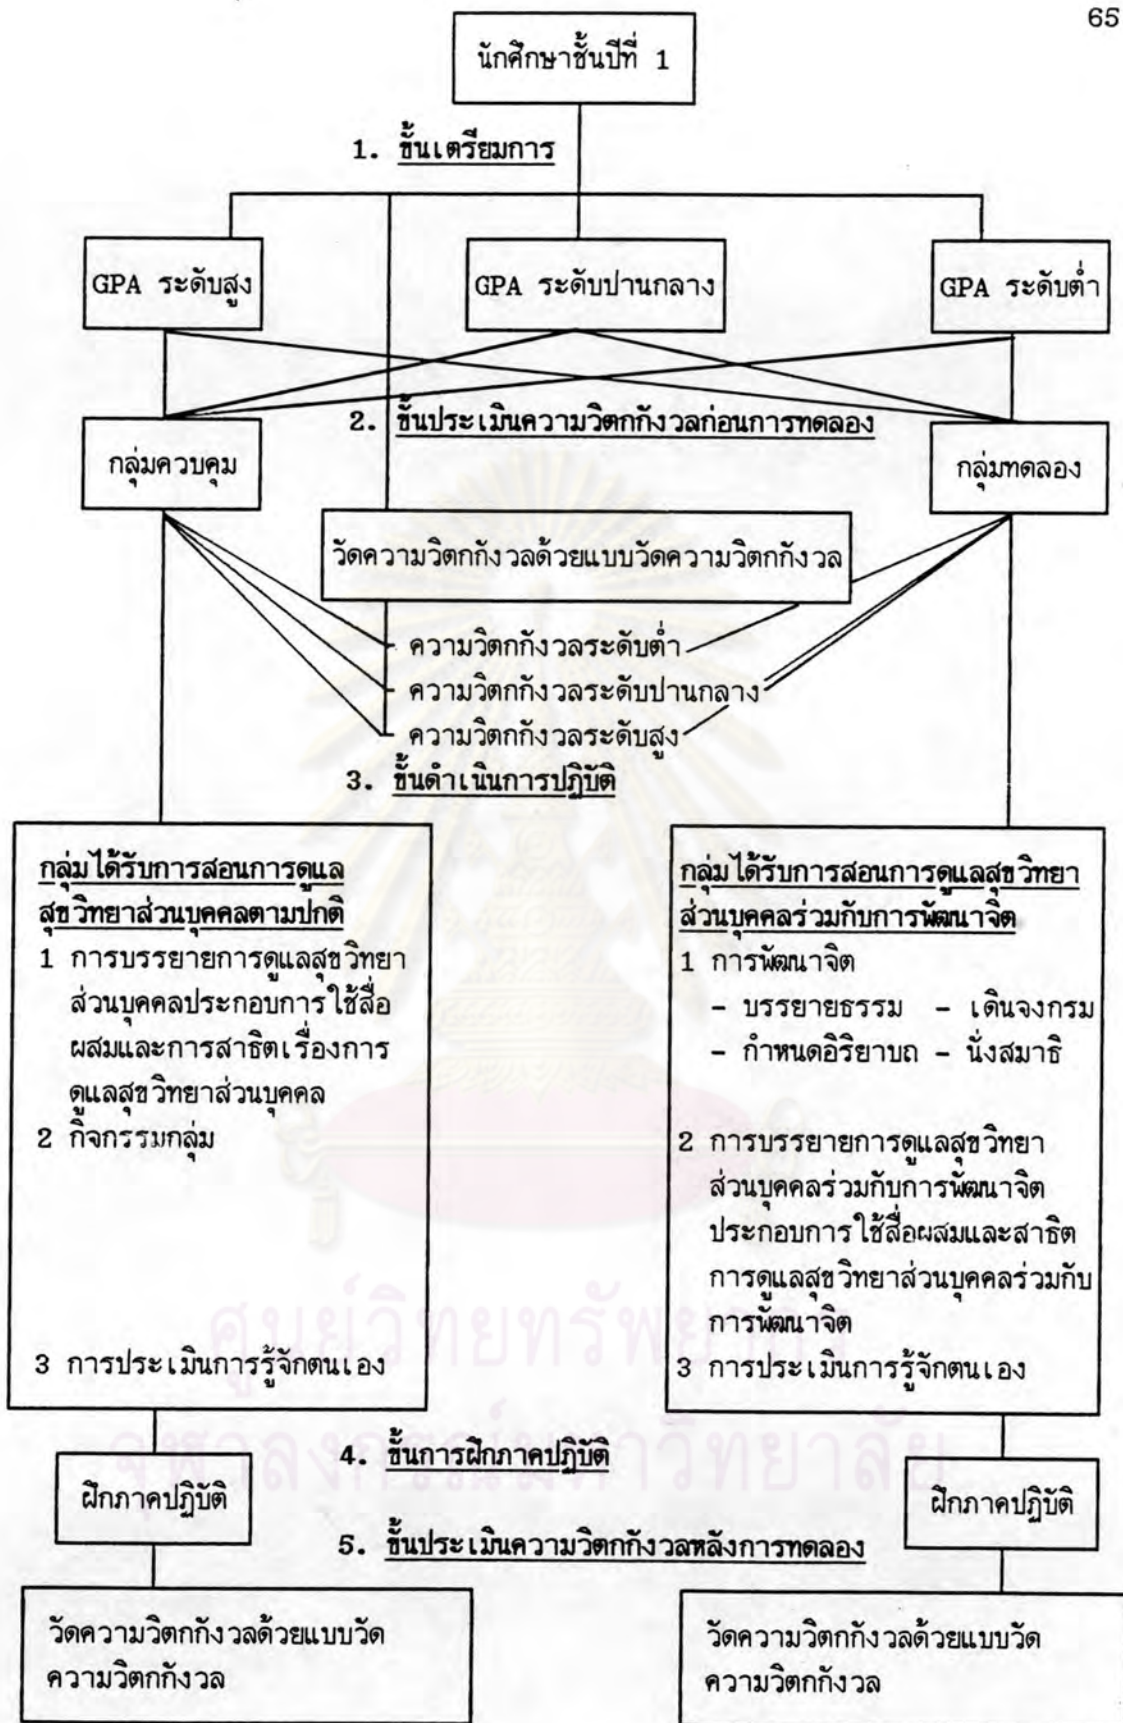 65
นักศึกษาชั้นปีที่ 1
1. ขั้นเตรียมการ
GPA ระดับสูง
GPA ระดับปานกลาง
GPA ระดับต่ำ
2. ขั้นประเมินความวิตกกังวลก่อนการทดลอง
กลุ่มควบคุม
กลุ่มทดลอง
วัดความวิตกกังวลด้วยแบบวัดความวิตกกังวล
- ความวิตกกังวลระดับต่ำ
- ความวิตกกังวลระดับปานกลาง
- ความวิตกกังวลระดับสูง
3. ขั้นดำเนินการปฏิบัติ
กลุ่มได้รับการสอนการดูแล
สุขวิทยาส่วนบุคคลตามปกติ
1 การบรรยายการดูแลสุขวิทยา
ส่วนบุคคลประกอบการใช้สื่อ
ผสมและการสาธิตเรื่องการ
ดูแลสุขวิทยาส่วนบุคคล
2 กิจกรรมกลุ่ม
3 การประเมินการรู้จักตนเอง
กลุ่มได้รับการสอนการดูแลสุขวิทยา
ส่วนบุคคลร่วมกับการพัฒนาจิต
1 การพัฒนาจิต
- บรรยายธรรม - เดินจงกรม
- กำหนดอิริยาบถ - นั่งสมาธิ
2 การบรรยายการดูแลสุขวิทยา
ส่วนบุคคลร่วมกับการพัฒนาจิต
ประกอบการใช้สื่อผสมและสาธิต
การดูแลสุขวิทยาส่วนบุคคลร่วมกับ
การพัฒนาจิต
3 การประเมินการรู้จักตนเอง
ศูนย์วิทยทรัพยากร
จุฬาลงกรณ์มหาวิทยาลัย
4. ขั้นการฝึกภาคปฏิบัติ
ฝึกภาคปฏิบัติ
ฝึกภาคปฏิบัติ
5. ขั้นประเมินความวิตกกังวลหลังการทดลอง
วัดความวิตกกังวลด้วยแบบวัด
ความวิตกกังวล
วัดความวิตกกังวลด้วยแบบวัด
ความวิตกกังวล